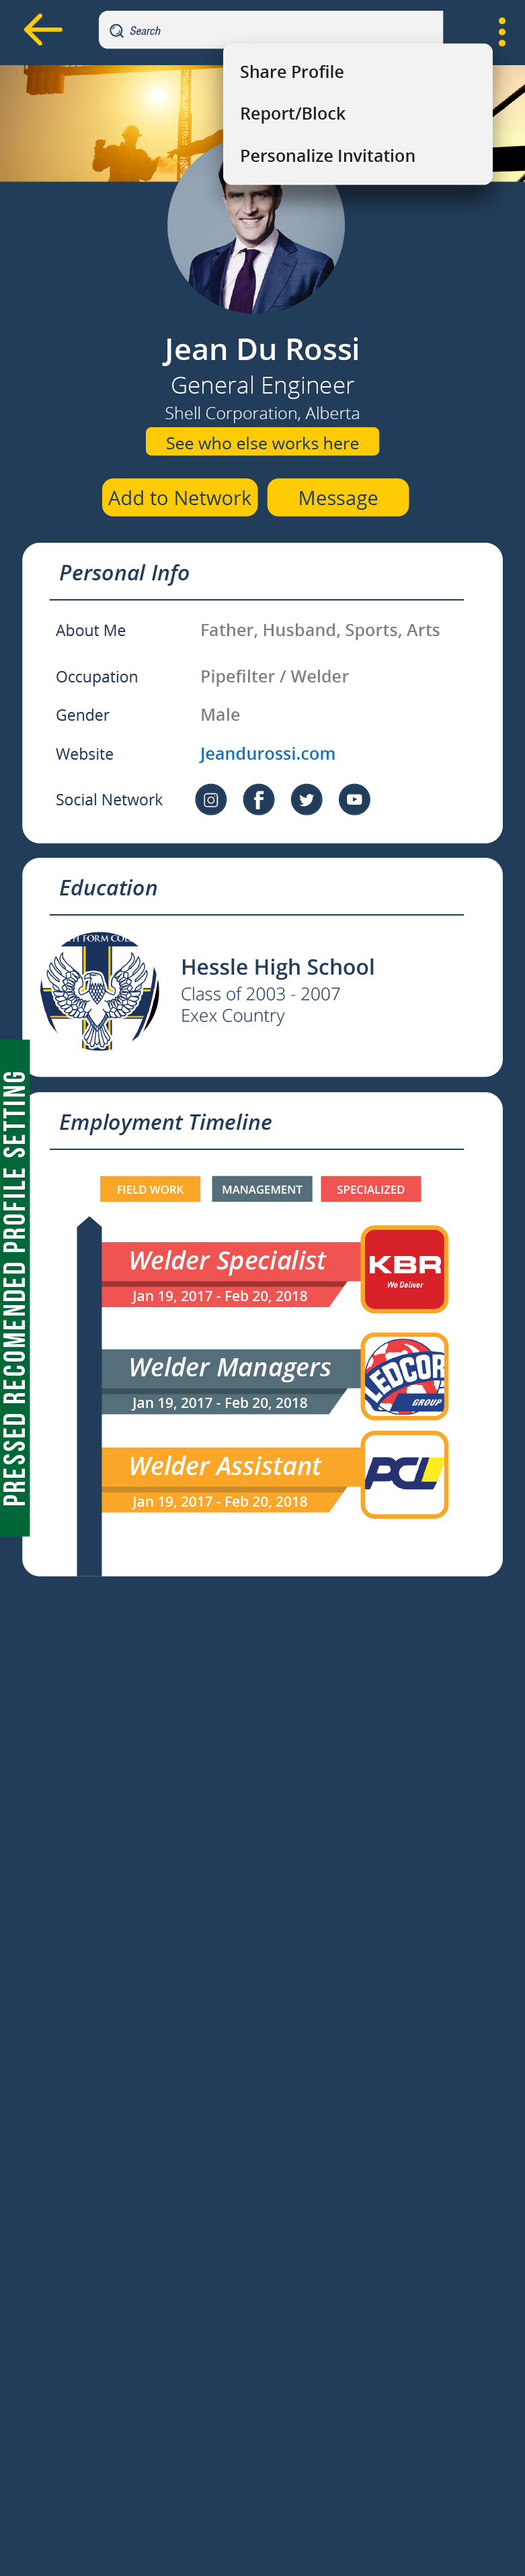 Search
Share Profile
Report/Block
Personalize Invitation
Jean Du Rossi
General Engineer
Shell Corporation, Alberta
See who else works here
Add to Network
Message
Personal Info
About Me
Father, Husband, Sports, Arts
Occupation
Pipefilter / Welder
Gender
Male
Website
Jeandurossi.com
Social Network
Education
FORM
Hessle High School
Class of 2003 - 2007
Exex Country
PRESSED RECOMENDED PROFILE SETTING
Employment Timeline
FIELD WORK
MANAGEMENT
SPECIALIZED
Welder Specialist
Jan 19, 2017 - Feb 20, 2018
KBR
We Deliver
Welder Managers
Jan 19, 2017 - Feb 20, 2018
LEDCOR
GROUP
Welder Assistant
Jan 19, 2017 - Feb 20, 2018
PCL